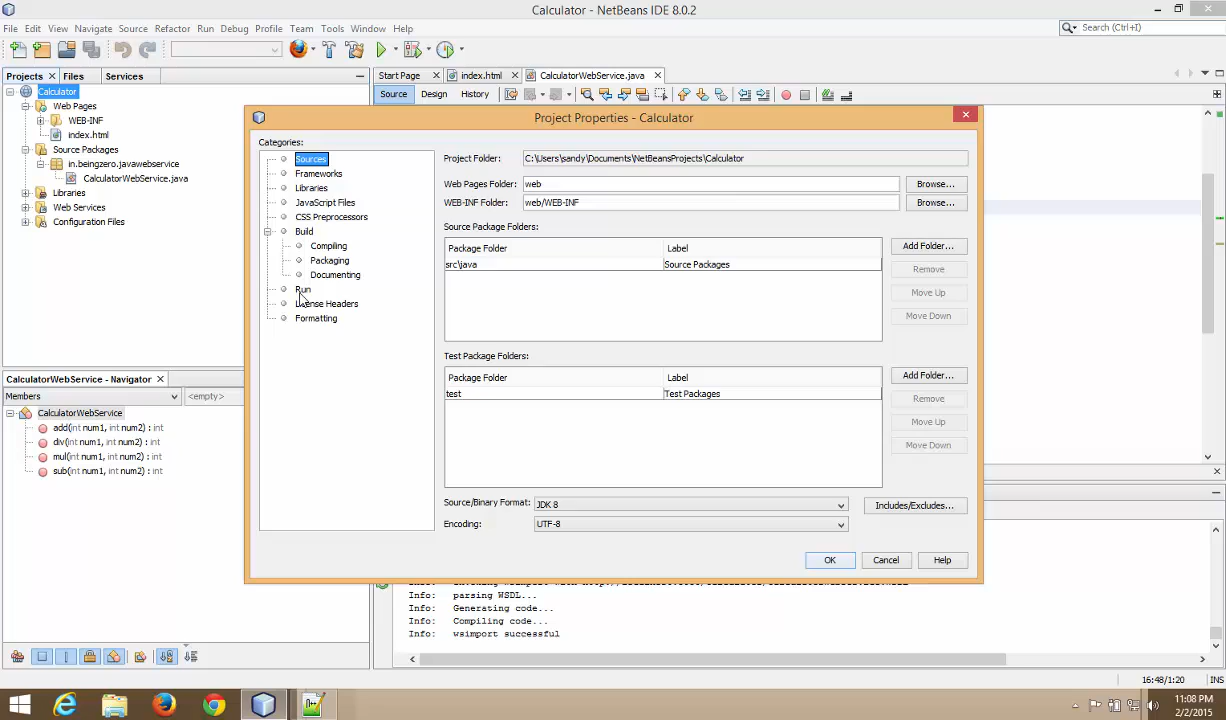 Calculator - NetBeans IDE 8.0.2
File Edit View Navigate Source Refactor Run Debug Profile Team Tools Window Help
Search (Ctrl+I)
Projects Files Services
Start Page index.html CalculatorWebService.java
Source Design History
Calculator
Web Pages
WEB-INF
index.html
Source Packages
in.beingzero.javawebservice
CalculatorWebService.java
Libraries
Web Services
Configuration Files
CalculatorWebService - Navigator
Members <empty>
CalculatorWebService
add(int num1, int num2) : int
div(int num1, int num2) : int
mul(int num1, int num2) : int
sub(int num1, int num2) : int
Project Properties - Calculator
Categories:
Sources
Frameworks
Libraries
JavaScript Files
CSS Preprocessors
Build
Compiling
Packaging
Documenting
Run
License Headers
Formatting
Project Folder: C:\Users\sandy\Documents\NetBeansProjects\Calculator
Web Pages Folder: web Browse...
WEB-INF Folder: web/WEB-INF Browse...
Source Package Folders:
Package Folder Label
src\java Source Packages
Add Folder...
Remove
Move Up
Move Down
Test Package Folders:
Package Folder Label
test Test Packages
Add Folder...
Remove
Move Up
Move Down
Source/Binary Format: JDK 8 Includes/Excludes...
Encoding: UTF-8
OK Cancel Help
Info: parsing WSDL...
Info: Generating code...
Info: Compiling code...
Info: wsimport successful
16:48/1:20 INS
11:08 PM
2/2/2015